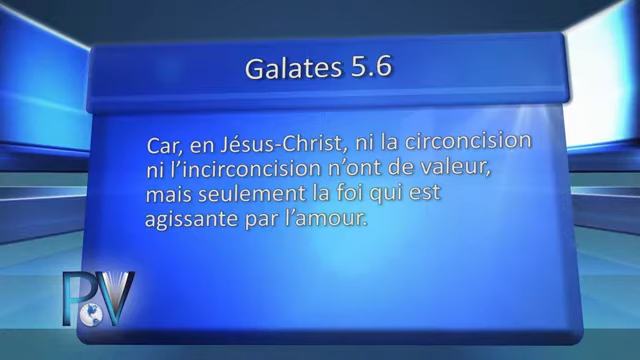 Galates 5.6
Car, en Jésus-Christ, ni la circoncision
ni l'incirconcision n'ont de valeur,
mais seulement la foi qui est
agissante par l'amour.
PV